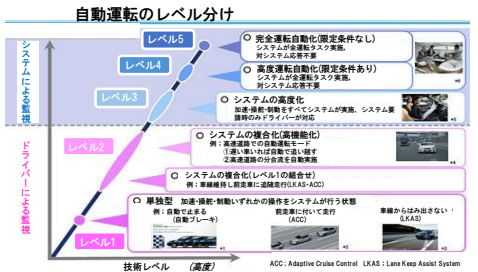 自動運転のレベル分け
システムによる監視
ドライバーによる監視
レベル5
レベル4
レベル3
レベル2
レベル1
○ 完全運転自動化(限定条件なし)
システムが全運転タスク実施、
対システム応答不要
○ 高度運転自動化(限定条件あり)
システムが全運転タスク実施、
対システム応答不要
○ システムの高度化
加速・操舵・制動をすべてシステムが実施、システム要
請時のみドライバーが対応
○ システムの複合化(高機能化)
例；高速道路での自動運転モード
①遅い車いれば自動で追い越す
②高速道路の分合流を自動実施
○ システムの複合化(レベル1の組合せ)
例；車線維持し前走車に追随走行(LKAS+ACC)
○ 単独型 加速・操舵・制動いずれかの操作をシステムが行う状態
例：自動で止まる
(自動ブレーキ)
前走車に付いて走行
(ACC)
車線からはみ出さない
(LKAS)
技術レベル (高度)
ACC；Adaptive Cruise Control LKAS；Lane Keep Assist System